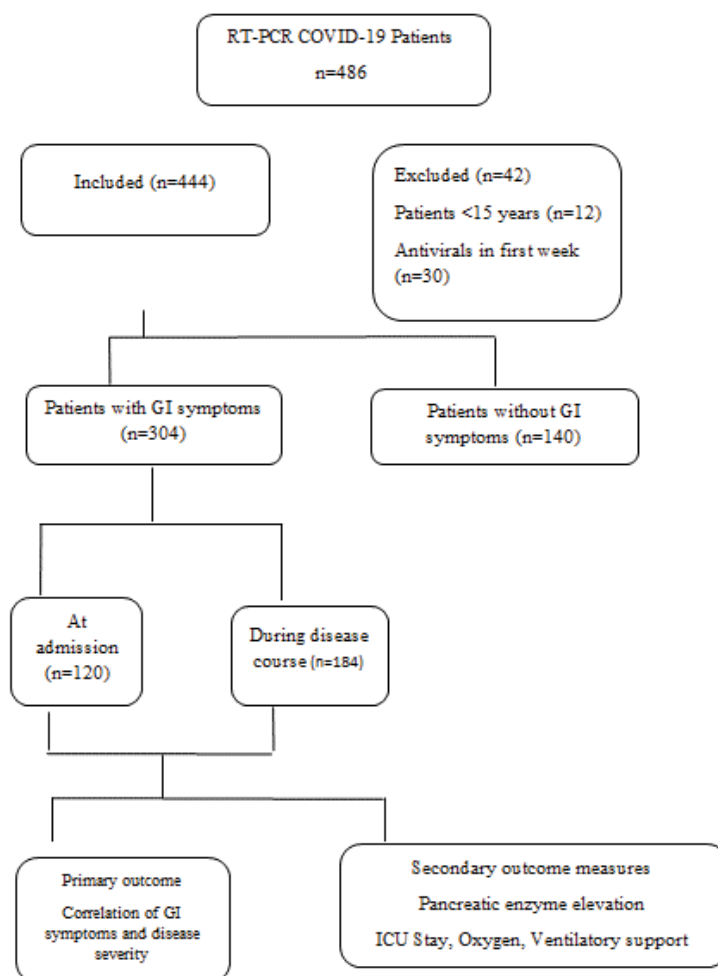 RT-PCR COVID-19 Patients
n=486
Included (n=444)
Excluded (n=42)
Patients <15 years (n=12)
Antivirals in first week
(n=30)
Patients with GI symptoms
(n=304)
Patients without GI
symptoms (n=140)
At
admission
(n=120)
During disease
course (n=184)
Primary outcome
Correlation of GI
symptoms and disease
severity
Secondary outcome measures
Pancreatic enzyme elevation
ICU Stay, Oxygen, Ventilatory support